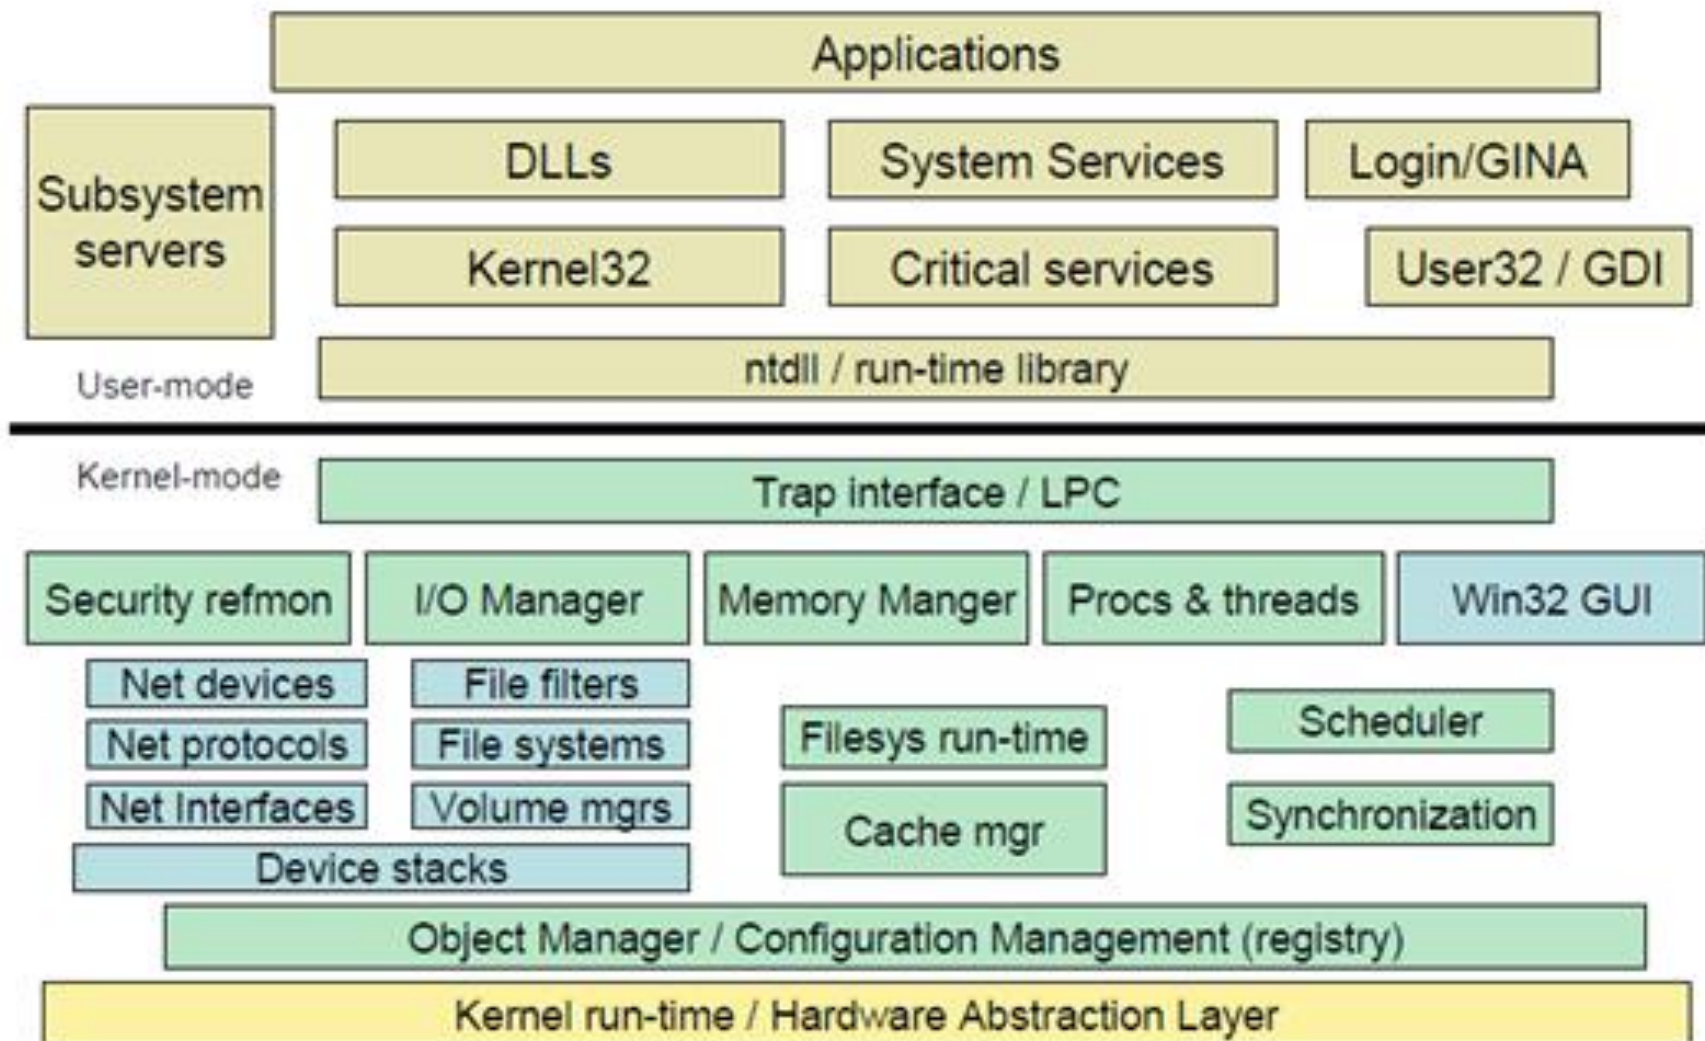 Applications
Subsystem
servers
DLLs
System Services
Login/GINA
Kernel32
Critical services
User32 / GDI
ntdll / run-time library
User-mode
Kernel-mode
Trap interface / LPC
Security refmon
I/O Manager
Memory Manger
Procs & threads
Win32 GUI
Net devices
File filters
Net protocols
File systems
Net Interfaces
Volume mgrs
Device stacks
Filesys run-time
Cache mgr
Scheduler
Synchronization
Object Manager / Configuration Management (registry)
Kernel run-time / Hardware Abstraction Layer